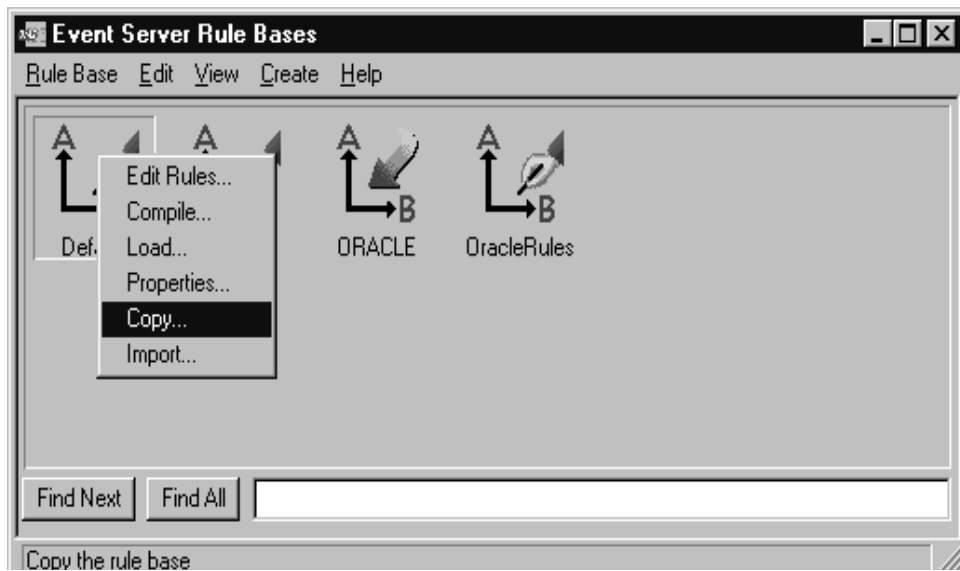 Event Server Rule Bases
Rule Base Edit View Create Help
A A A A
B B
Edit Rules...
Compile...
Load...
Properties...
Copy...
Import...
ORACLE OracleRules
Find Next Find All
Copy the rule base